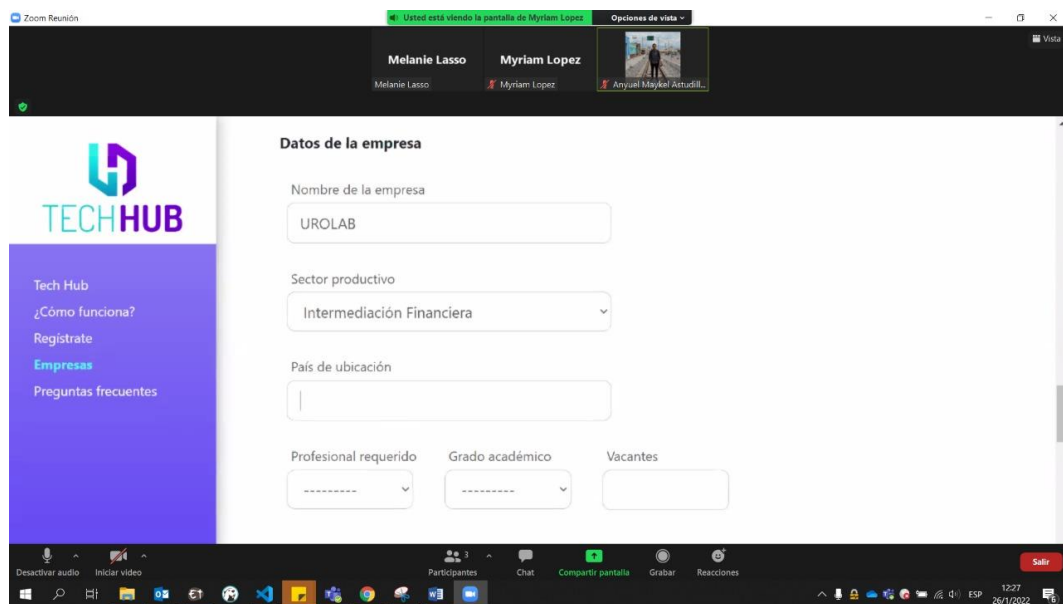 Zoom Reunión
Usted está viendo la pantalla de Myriam Lopez
Opciones de vista
Vista
Melanie Lasso
Myriam Lopez
Melanie Lasso
Myriam Lopez
Anyuel Maykel Astudill...
TECHHUB
Tech Hub
¿Cómo funciona?
Regístrate
Empresas
Preguntas frecuentes
Datos de la empresa
Nombre de la empresa
UROLAB
Sector productivo
Intermediación Financiera
País de ubicación
Profesional requerido
Grado académico
Vacantes
---------
---------
Desactivar audio
Iniciar video
3
Participantes
Chat
Compartir pantalla
Grabar
Reacciones
Salir
ESP
12:27
26/1/2022
6